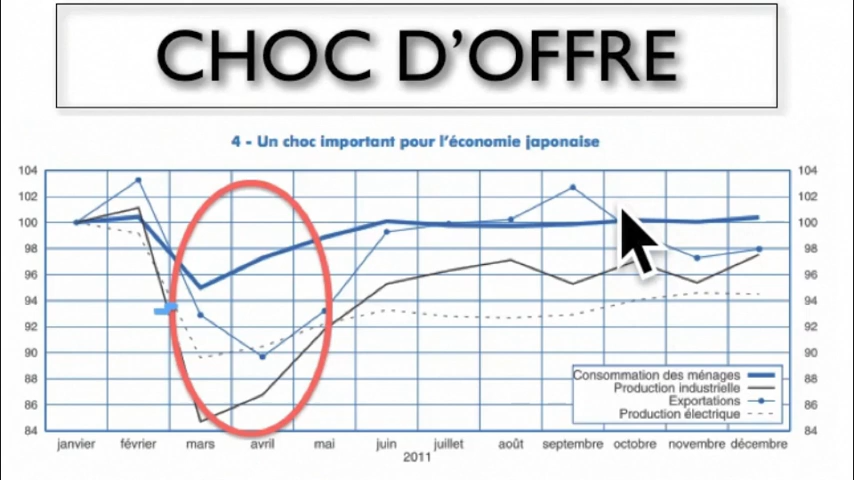 CHOC D'OFFRE
4 - Un choc important pour l'économie japonaise
104 104
102 102
100 100
98 98
96 96
94 94
92 92
90 90
88 88
86 86
84 84
Consommation des ménages
Production industrielle
Exportations
Production électrique
janvier février mars avril mai juin juillet août septembre octobre novembre décembre
2011